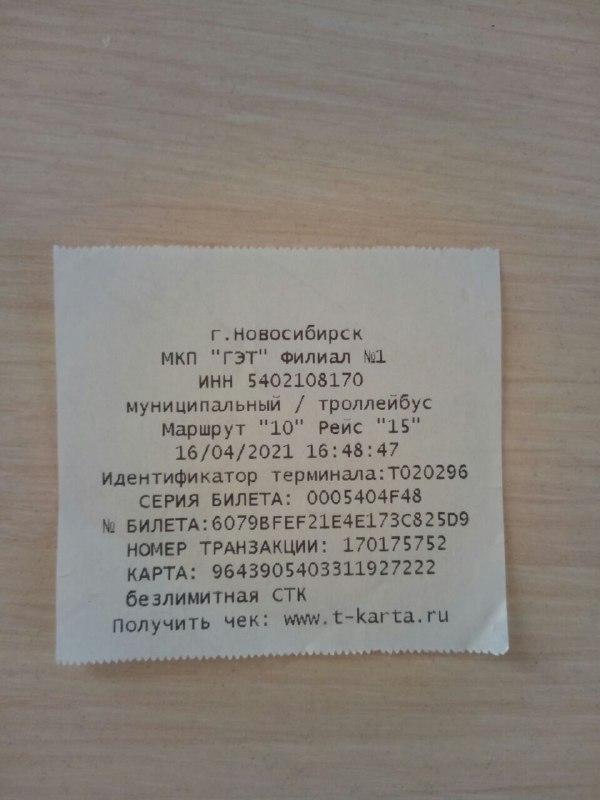 г.Новосибирск
МКП "ГЭТ" Филиал №1
ИНН 5402108170
муниципальный / троллейбус
Маршрут "10" Рейс "15"
16/04/2021 16:48:47
Идентификатор терминала:T020296
СЕРИЯ БИЛЕТА: 0005404F48
№ БИЛЕТА:6079BFEF21E4E173C825D9
НОМЕР ТРАНЗАКЦИИ: 170175752
КАРТА: 9643905403311927222
безлимитная СТК
Получить чек: www.t-karta.ru